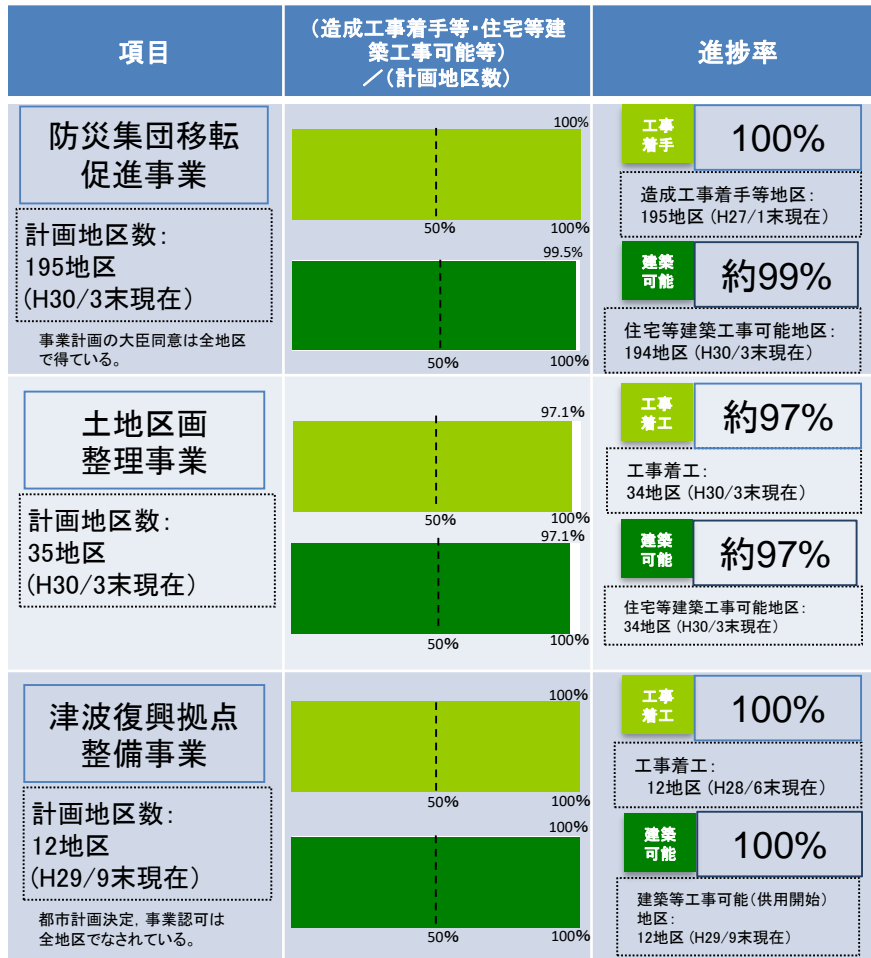 項目
(造成工事着手等・住宅等建
築工事可能等)
／(計画地区数)
進捗率
防災集団移転
促進事業
計画地区数：
195地区
(H30/3末現在)
事業計画の大臣同意は全地区
で得ている。
100%
50%
100%
99.5%
50%
100%
工事
着手
100%
造成工事着手等地区：
195地区 (H27/1末現在)
建築
可能
約99%
住宅等建築工事可能地区：
194地区 (H30/3末現在)
土地区画
整理事業
計画地区数：
35地区
(H30/3末現在)
97.1%
50%
100%
97.1%
50%
100%
工事
着工
約97%
工事着工：
34地区 (H30/3末現在)
建築
可能
約97%
住宅等建築工事可能地区：
34地区 (H30/3末現在)
津波復興拠点
整備事業
計画地区数：
12地区
(H29/9末現在)
都市計画決定，事業認可は
全地区でなされている。
100%
50%
100%
100%
50%
100%
工事
着工
100%
工事着工：
12地区 (H28/6末現在)
建築
可能
100%
建築等工事可能(供用開始)
地区：
12地区 (H29/9末現在)